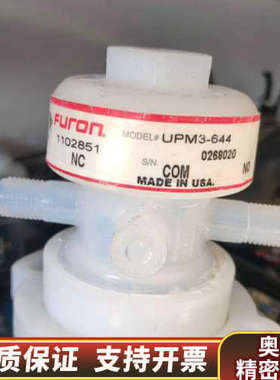 FURON.
MODEL# UPM3-644
1102851
S/N 0268020
NC
COM
NO
MADE IN USA.
质保证 支持开票
奥
精密